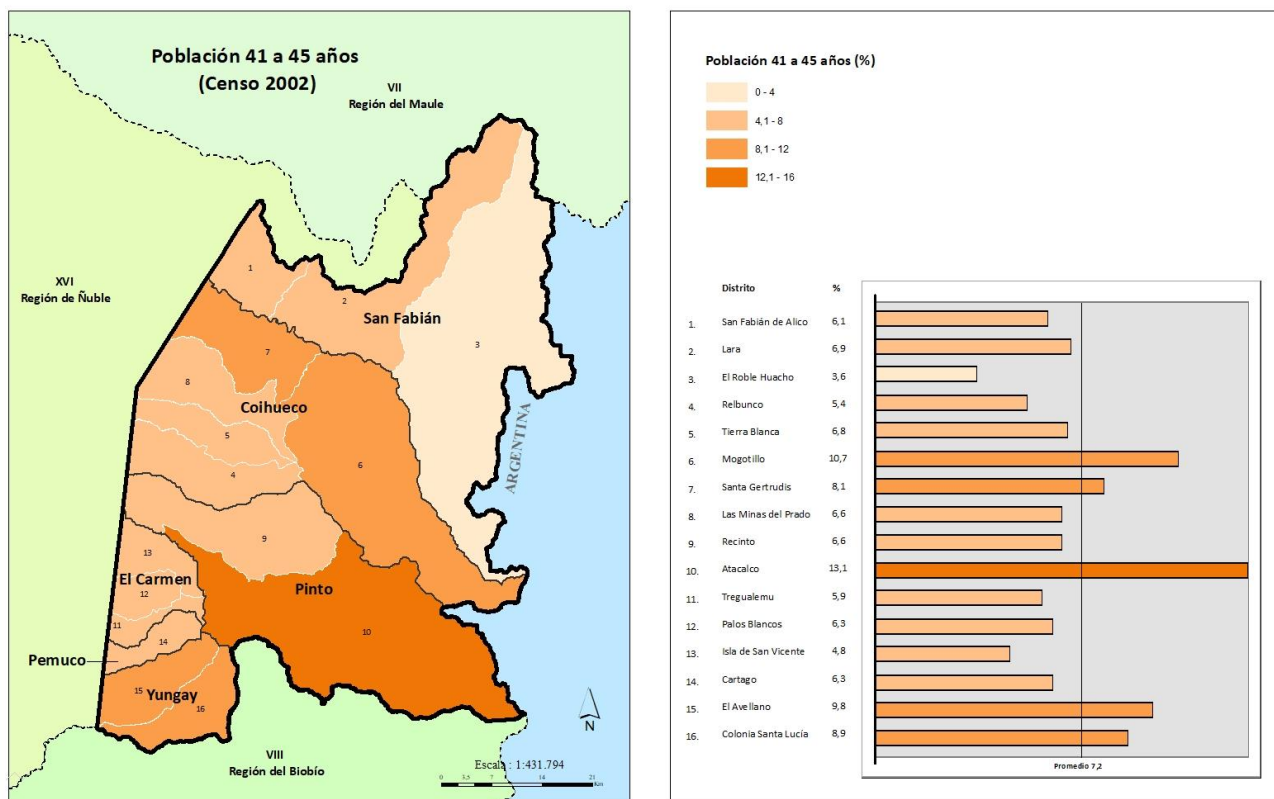 Población 41 a 45 años
(Censo 2002)
VII
Región del Maule
XVI
Región de Ñuble
1
2
San Fabián
3
7
8
Coihueco
5
6
4
ARGENTINA
9
13
El Carmen
12
Pinto
10
11
14
Pemuco
15
Yungay
16
N
VIII
Región del Biobío
Escala : 1:431.794
0 3,5 7 14 21
Km
Población 41 a 45 años (%)
0 - 4
4,1 - 8
8,1 - 12
12,1 - 16
Distrito %
1. San Fabián de Alico 6,1
2. Lara 6,9
3. El Roble Huacho 3,6
4. Relbunco 5,4
5. Tierra Blanca 6,8
6. Mogotillo 10,7
7. Santa Gertrudis 8,1
8. Las Minas del Prado 6,6
9. Recinto 6,6
10. Atacalco 13,1
11. Tregualemu 5,9
12. Palos Blancos 6,3
13. Isla de San Vicente 4,8
14. Cartago 6,3
15. El Avellano 9,8
16. Colonia Santa Lucía 8,9
Promedio 7,2